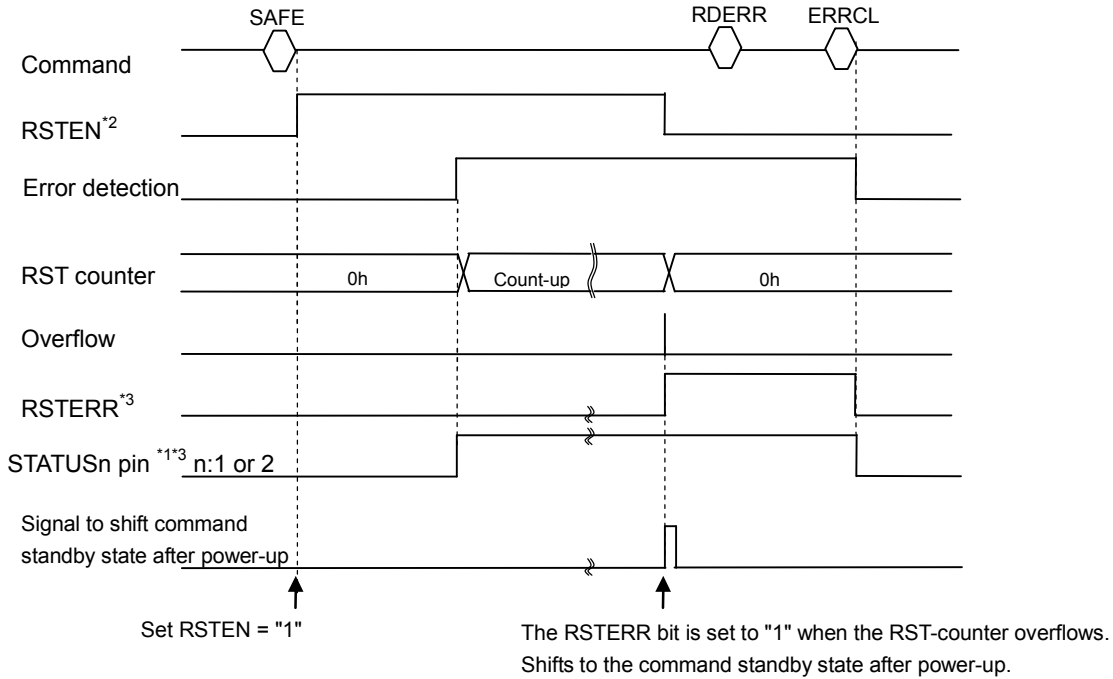 SAFE RDERR ERRCL
Command
RSTEN*2
Error detection
RST counter 0h Count-up 0h
Overflow
RSTERR*3
STATUSn pin *1*3 n:1 or 2
Signal to shift command
standby state after power-up
Set RSTEN = "1"
The RSTERR bit is set to "1" when the RST-counter overflows.
Shifts to the command standby state after power-up.